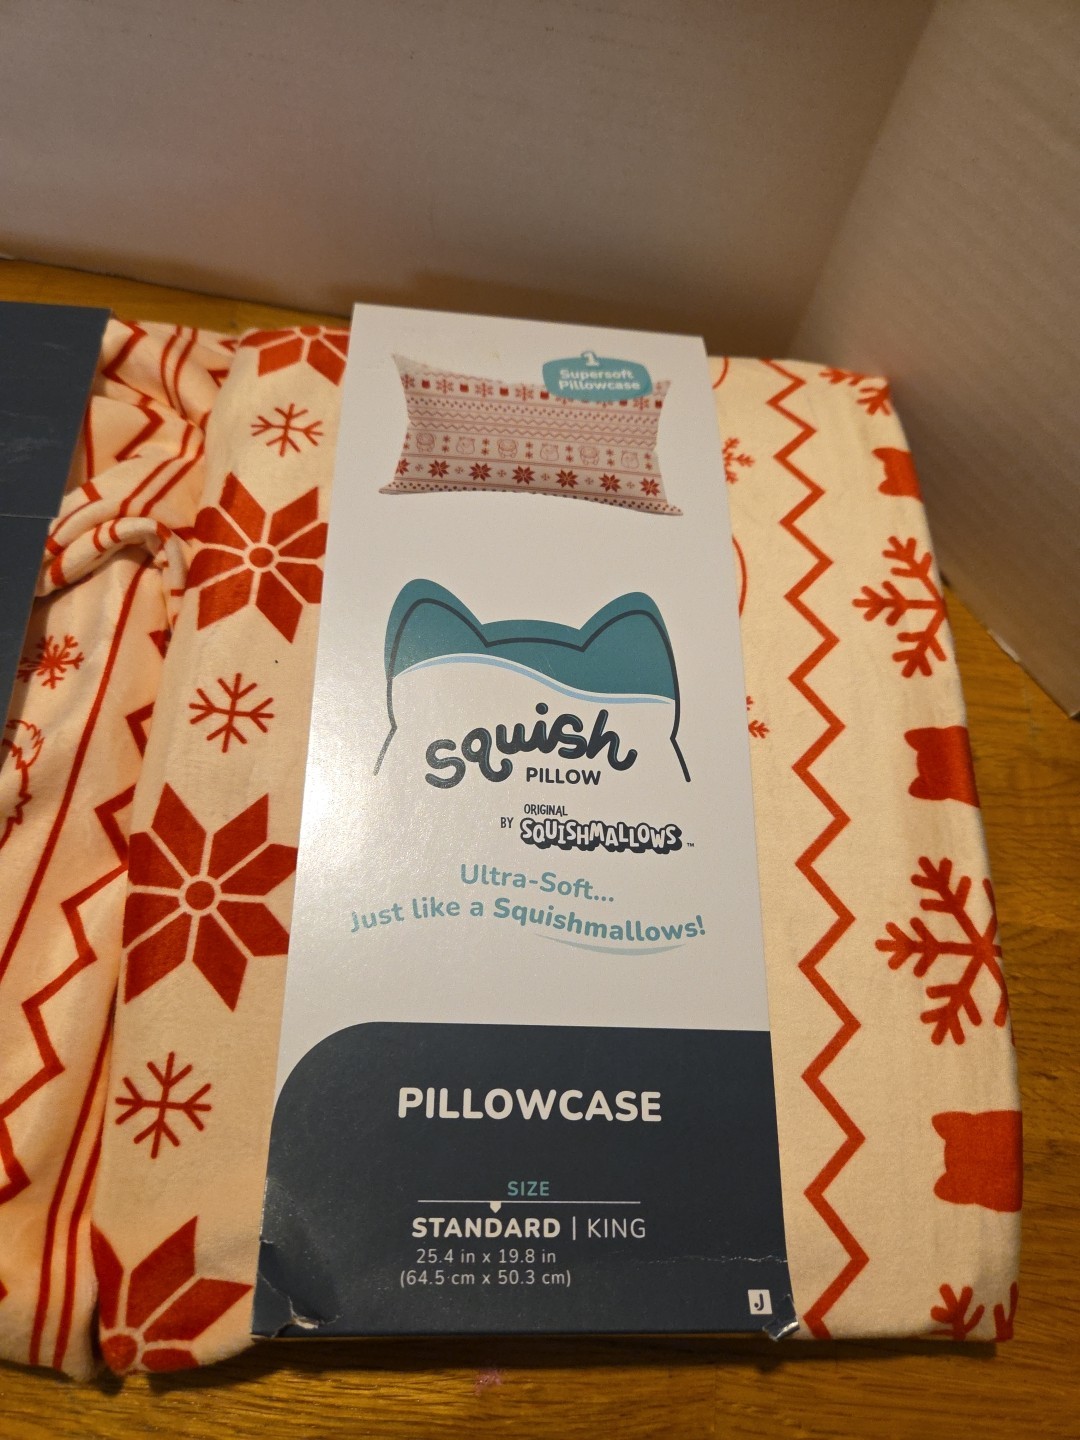 1
Supersoft
Pillowcase
squish
PILLOW
ORIGINAL
BY SQUISHMALLOWS™
Ultra-Soft...
Just like a Squishmallows!
PILLOWCASE
SIZE
STANDARD | KING
25.4 in x 19.8 in
(64.5 cm x 50.3 cm)
J